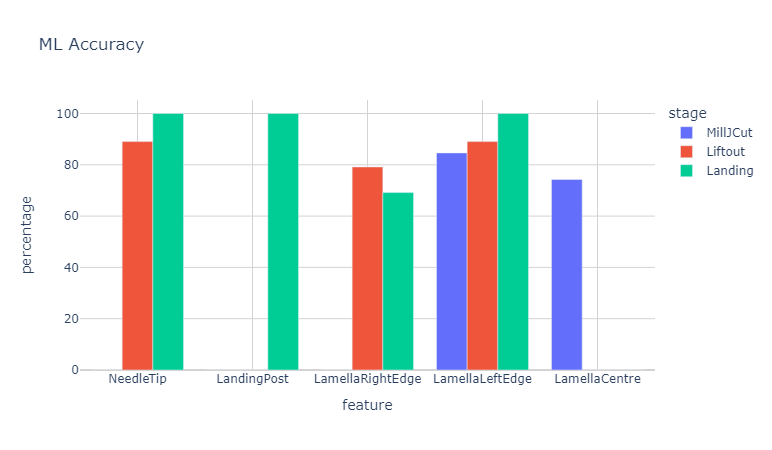 ML Accuracy
percentage
100
80
60
40
20
0
NeedleTip
LandingPost
LamellaRightEdge
LamellaLeftEdge
LamellaCentre
feature
stage
MillJCut
Liftout
Landing